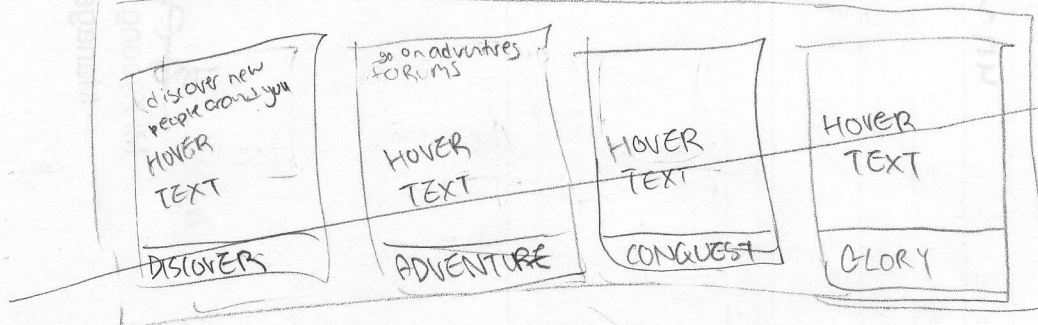 discover new
people around you
HOVER
TEXT
DISCOVER
go on adventres
FORUMS
HOVER
TEXT
ADVENTURE
HOVER
TEXT
CONQUEST
HOVER
TEXT
GLORY